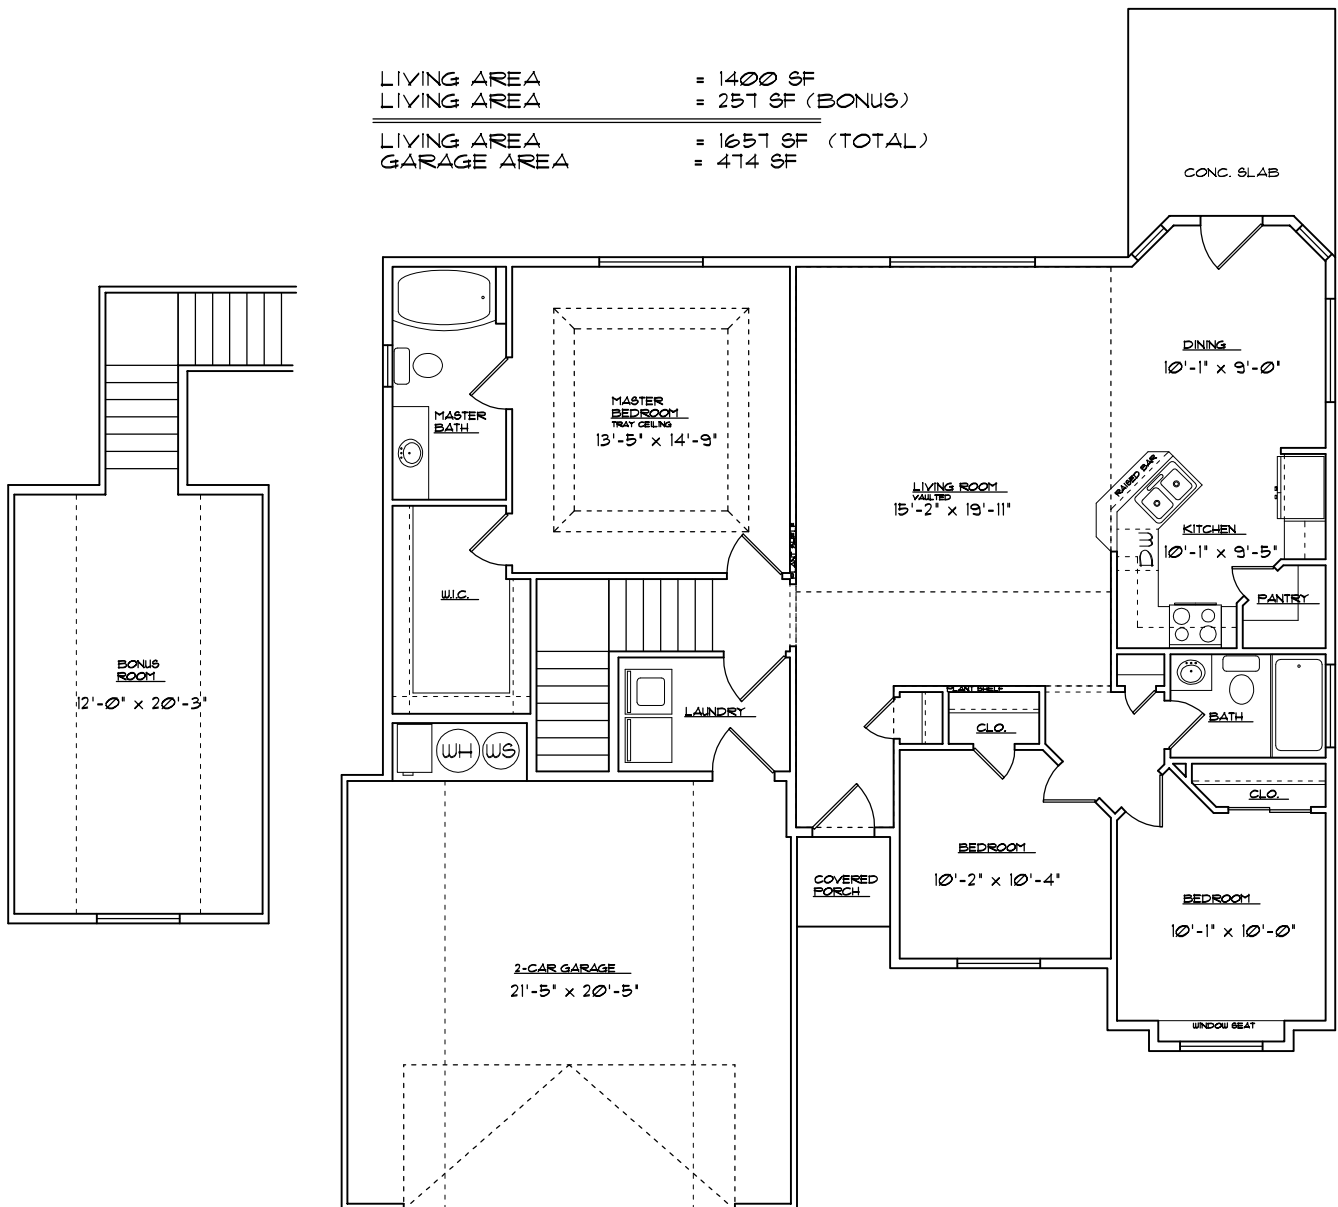 LIVING AREA = 1400 SF
LIVING AREA = 257 SF (BONUS)
LIVING AREA = 1657 SF (TOTAL)
GARAGE AREA = 474 SF
CONC. SLAB
DINING
10'-1" x 9'-0"
MASTER
BEDROOM
TRAY CEILING
13'-5" x 14'-9"
MASTER
BATH
RAISED BAR
LIVING ROOM
VAULTED
15'-2" x 19'-11"
PLANT SHELF
KITCHEN
10'-1" x 9'-5"
DW
PANTRY
W.I.C.
BONUS
ROOM
12'-0" x 20'-3"
PLANT SHELF
LAUNDRY
CLO.
BATH
WH
WS
CLO.
BEDROOM
10'-2" x 10'-4"
COVERED
PORCH
BEDROOM
10'-1" x 10'-0"
2-CAR GARAGE
21'-5" x 20'-5"
WINDOW SEAT